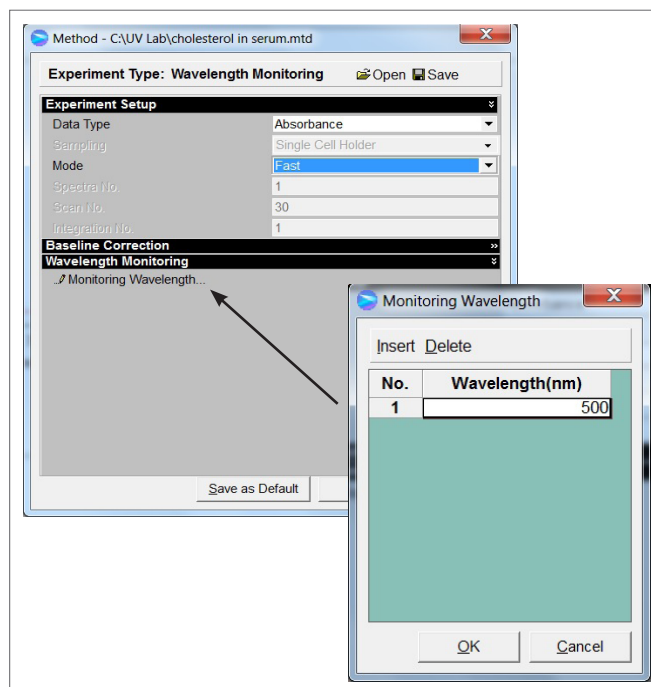 Method - C:\UV Lab\cholesterol in serum.mtd
Experiment Type: Wavelength Monitoring Open Save
Experiment Setup
Data Type Absorbance
Sampling Single Cell Holder
Mode Fast
Spectra No. 1
Scan No. 30
Integration No. 1
Baseline Correction
Wavelength Monitoring
Monitoring Wavelength...
Save as Default
Monitoring Wavelength
Insert Delete
No. Wavelength(nm)
1 500
OK Cancel